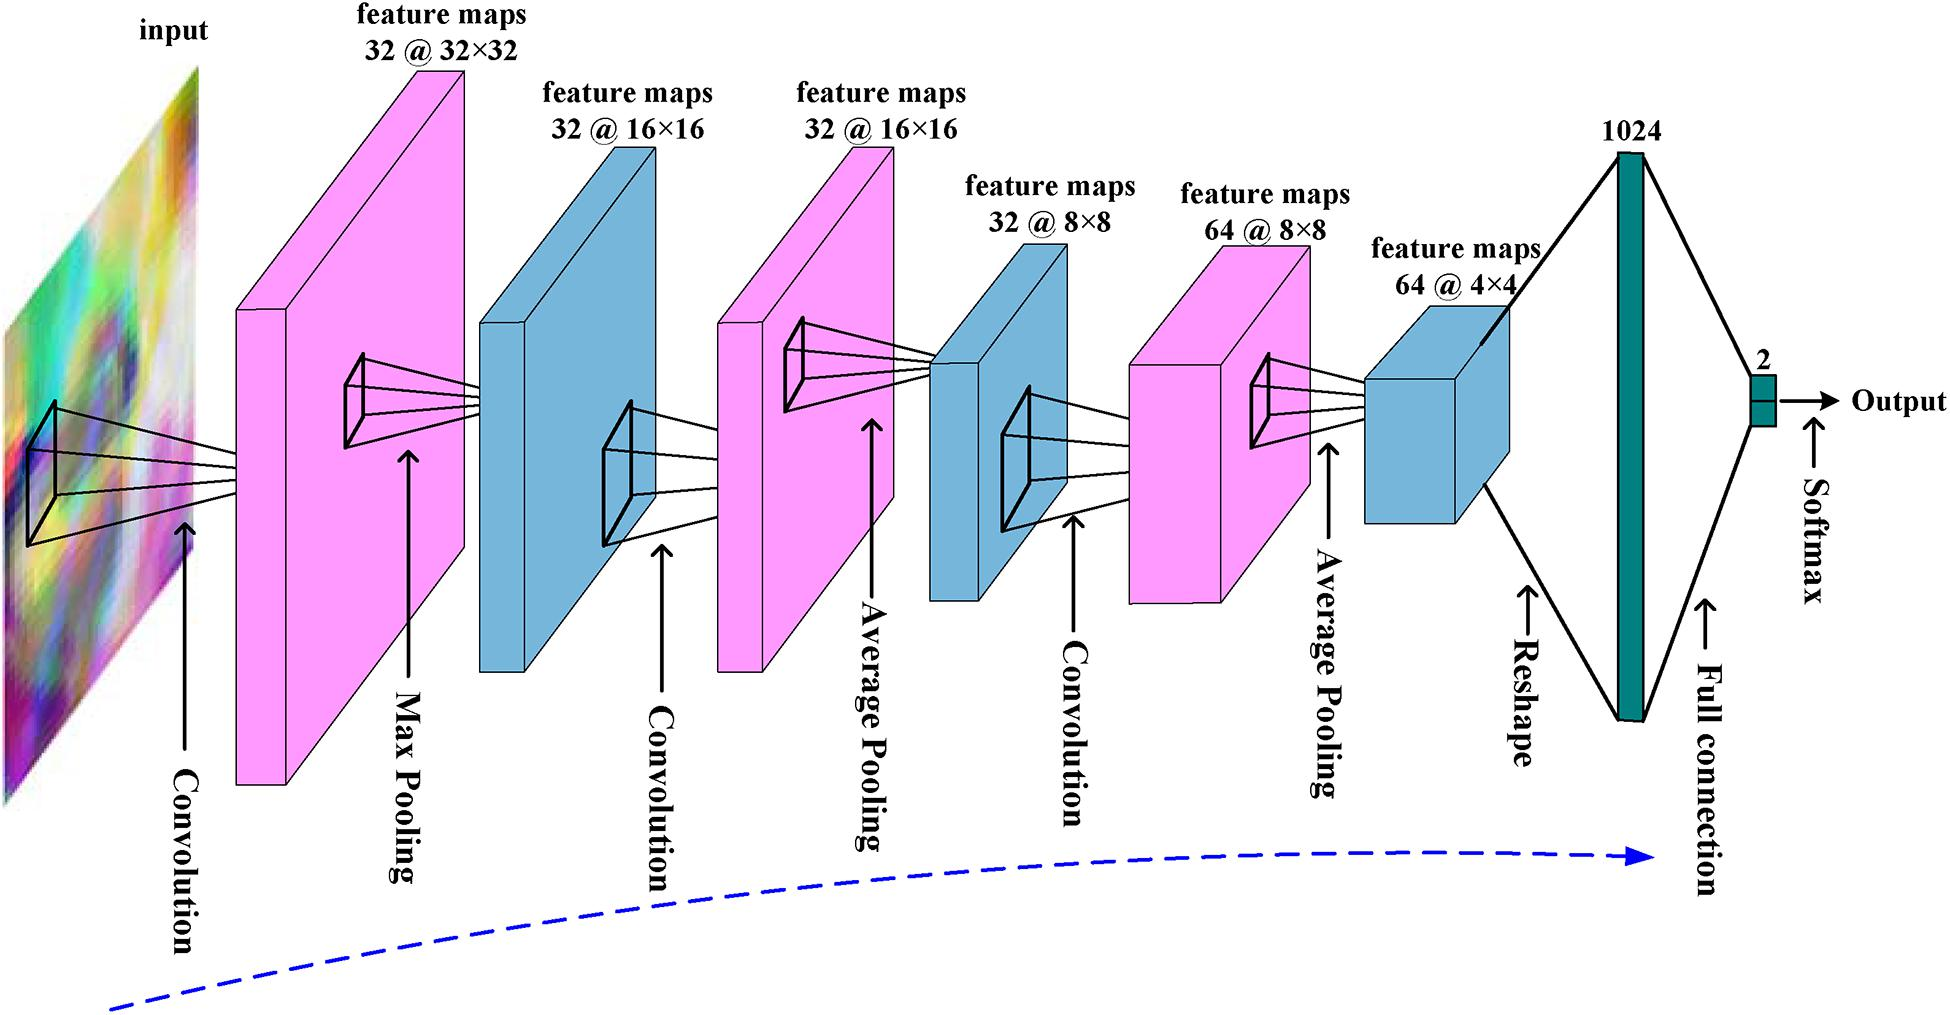 input
feature maps
32 @ 32×32
feature maps
32 @ 16×16
feature maps
32 @ 16×16
feature maps
32 @ 8×8
feature maps
64 @ 8×8
feature maps
64 @ 4×4
1024
2
Output
Convolution
Max Pooling
Convolution
Average Pooling
Convolution
Average Pooling
Reshape
Full connection
Softmax